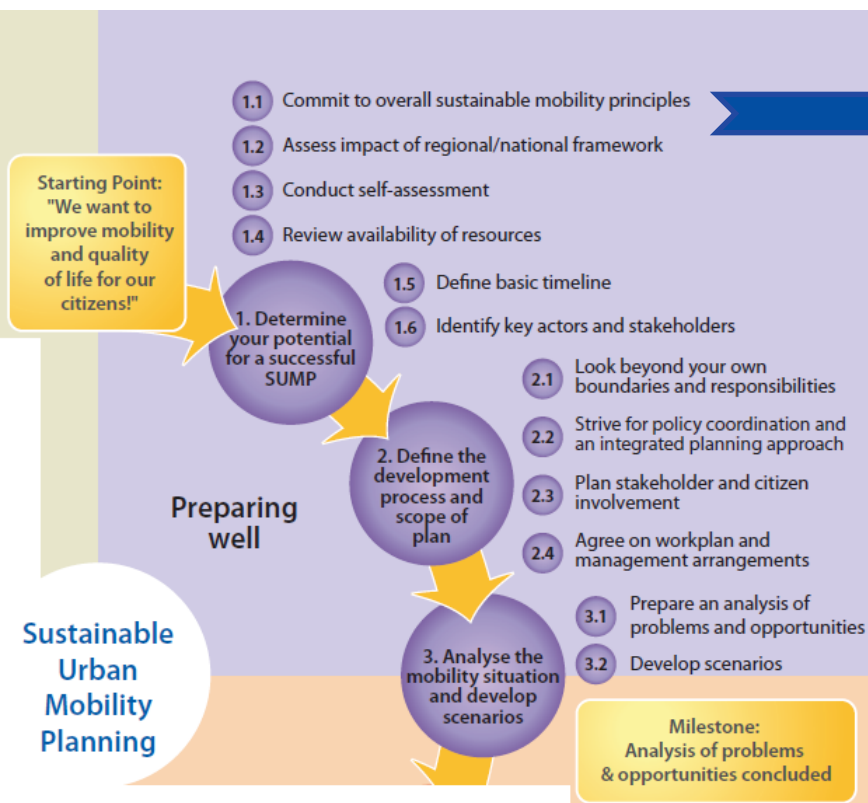 1.1 Commit to overall sustainable mobility principles
1.2 Assess impact of regional/national framework
1.3 Conduct self-assessment
1.4 Review availability of resources
Starting Point:
"We want to
improve mobility
and quality
of life for our
citizens!"
1. Determine
your potential
for a successful
SUMP
1.5 Define basic timeline
1.6 Identify key actors and stakeholders
2. Define the
development
process and
scope of
plan
2.1 Look beyond your own
boundaries and responsibilities
2.2 Strive for policy coordination and
an integrated planning approach
2.3 Plan stakeholder and citizen
involvement
2.4 Agree on workplan and
management arrangements
Preparing
well
3. Analyse the
mobility situation
and develop
scenarios
3.1 Prepare an analysis of
problems and opportunities
3.2 Develop scenarios
Sustainable
Urban
Mobility
Planning
Milestone:
Analysis of problems
& opportunities concluded